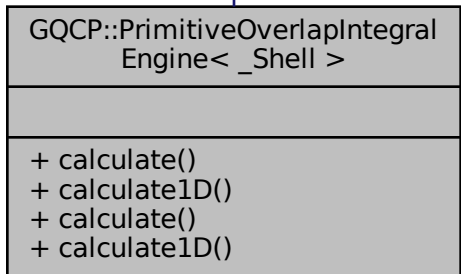 GQCP::PrimitiveOverlapIntegral
Engine< _Shell >
+ calculate()
+ calculate1D()
+ calculate()
+ calculate1D()